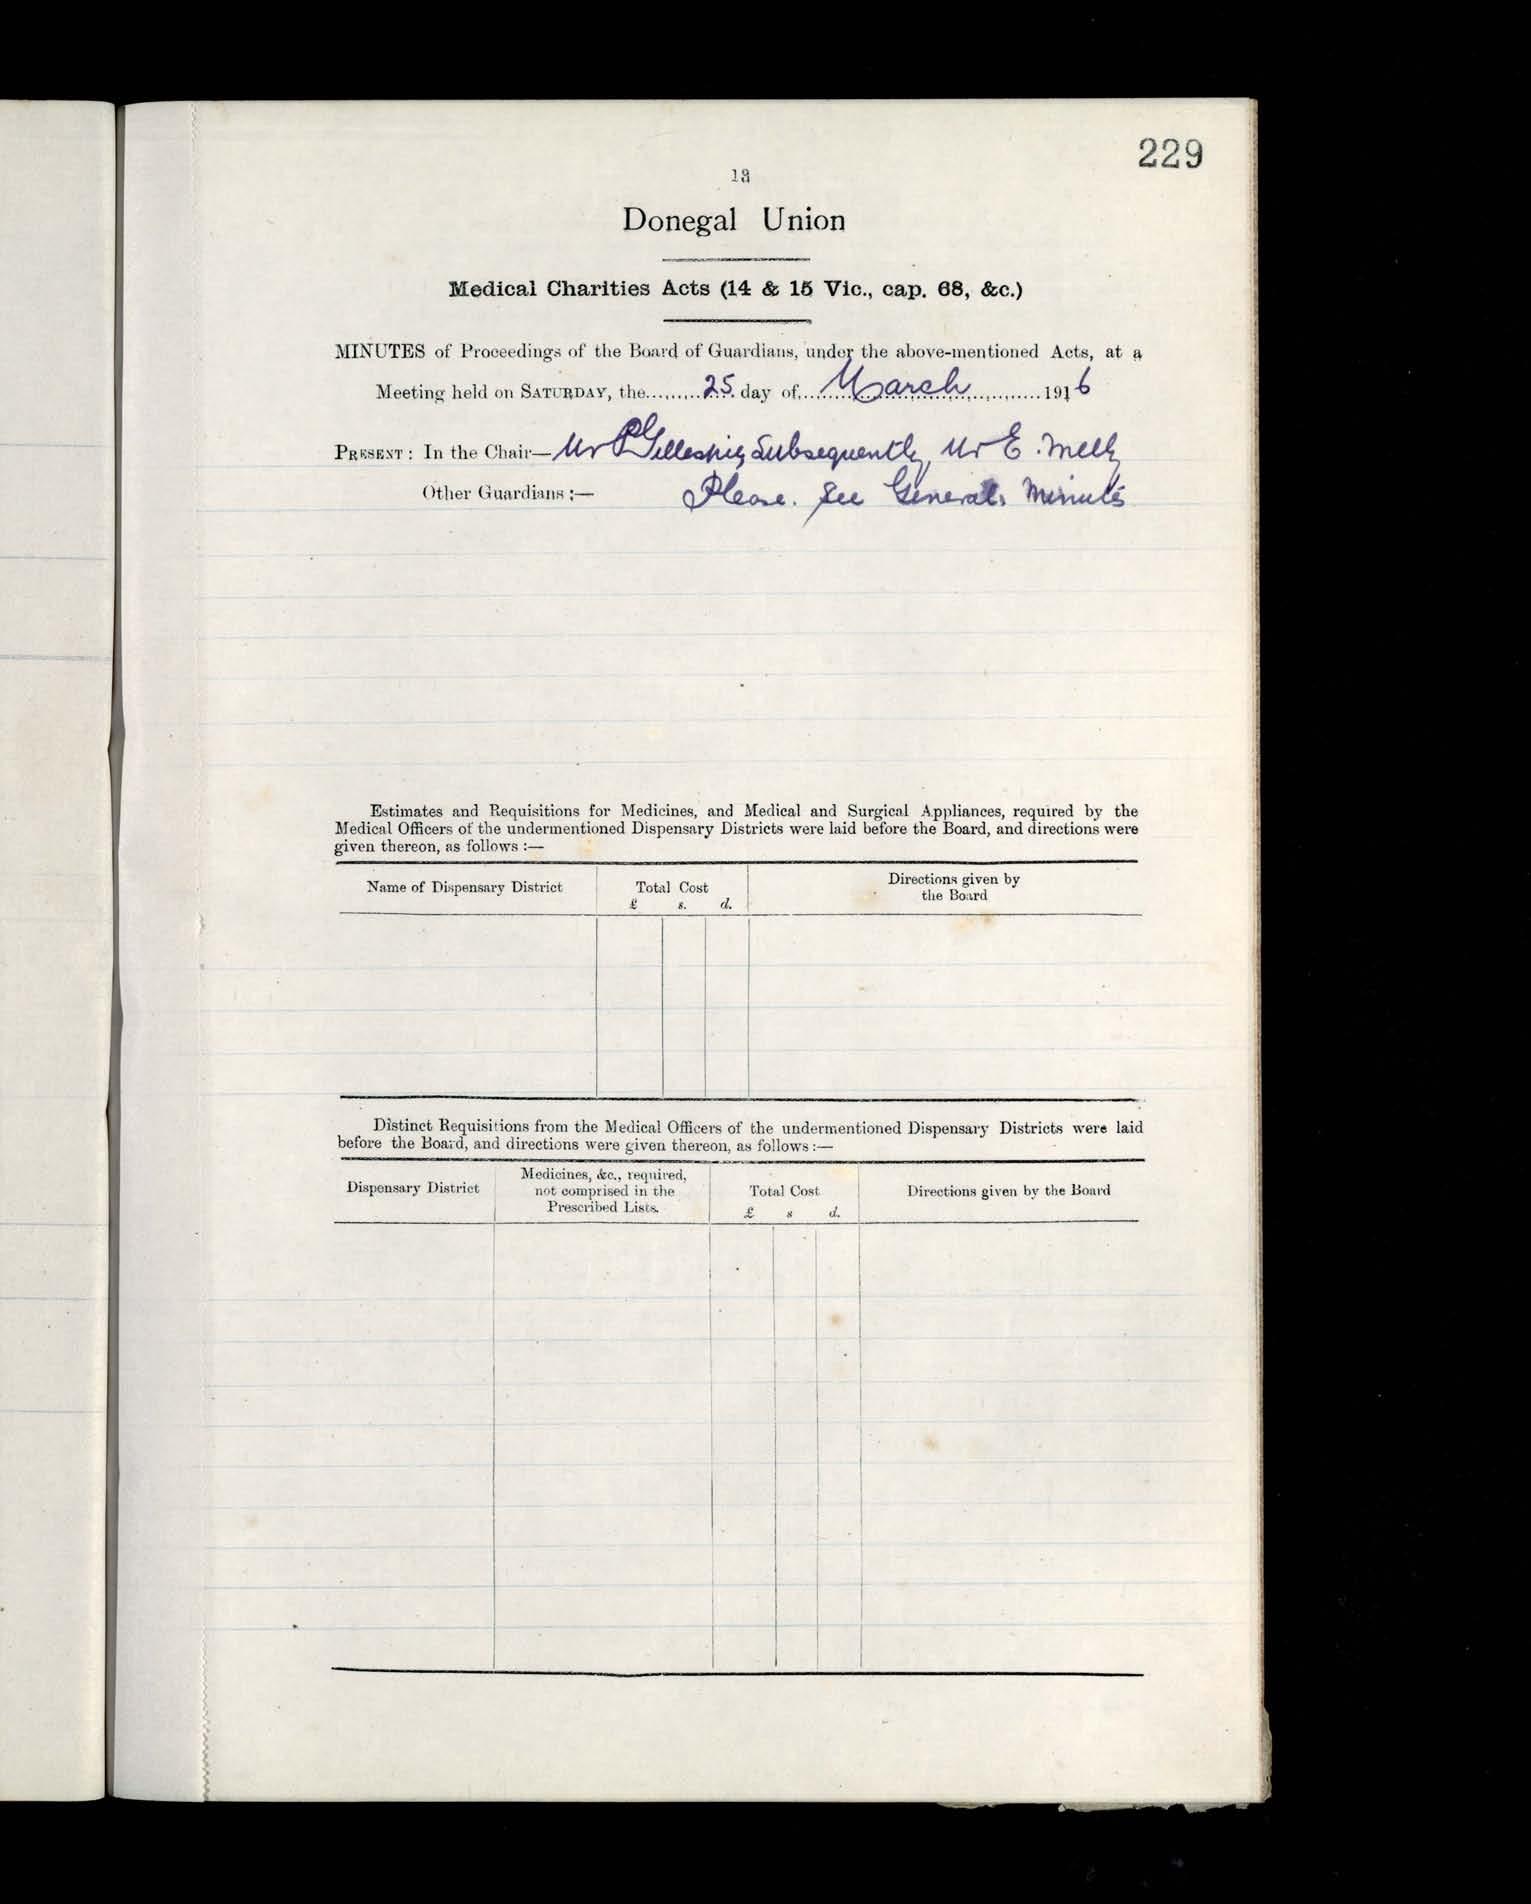 229
13
Donegal Union
Medical Charities Acts (14 & 15 Vic., cap. 68, &c.)
MINUTES of Proceedings of the Board of Guardians, under the above-mentioned Acts, at a
Meeting held on SATURDAY, the 25 day of March 1916
PRESENT : In the Chair— Mr P Gillespie, Subsequently, Mr E. Melly
Other Guardians :— Please. See General. Minutes
Estimates and Requisitions for Medicines, and Medical and Surgical Appliances, required by the
Medical Officers of the undermentioned Dispensary Districts were laid before the Board, and directions were
given thereon, as follows :—
Name of Dispensary District Total Cost Directions given by
£ s. d. the Board
Distinct Requisitions from the Medical Officers of the undermentioned Dispensary Districts were laid
before the Board, and directions were given thereon, as follows :—
Dispensary District Medicines, &c., required, not comprised in the Prescribed Lists. Total Cost Directions given by the Board
£ s d.